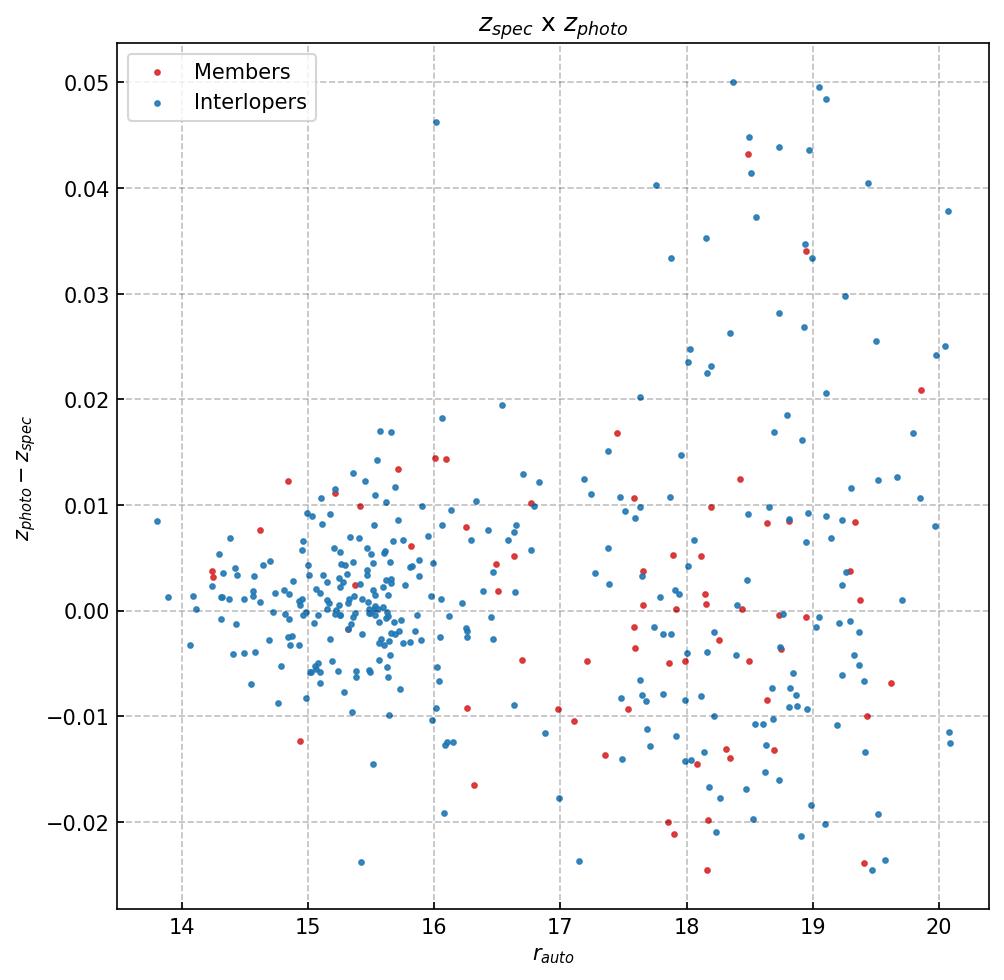 z_spec x z_photo
Members
Interlopers
0.05
0.04
0.03
0.02
0.01
0.00
−0.01
−0.02
z_photo − z_spec
14 15 16 17 18 19 20
r_auto